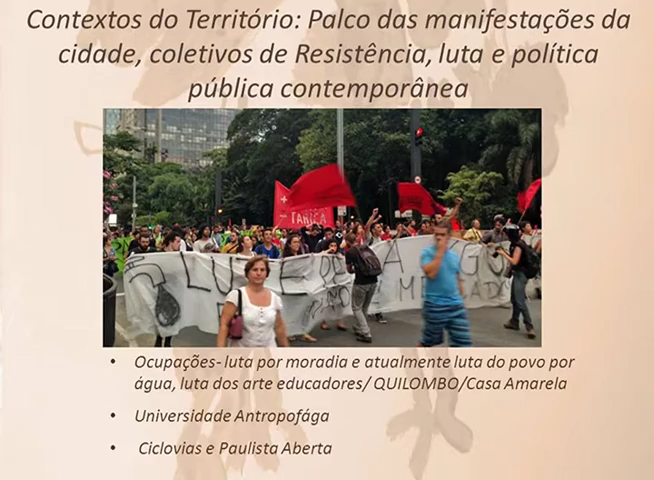 Contextos do Território: Palco das manifestações da
cidade, coletivos de Resistência, luta e política
pública contemporânea
TARIFA
LU
• Ocupações- luta por moradia e atualmente luta do povo por
água, luta dos arte educadores/ QUILOMBO/Casa Amarela
• Universidade Antropofága
• Ciclovias e Paulista Aberta